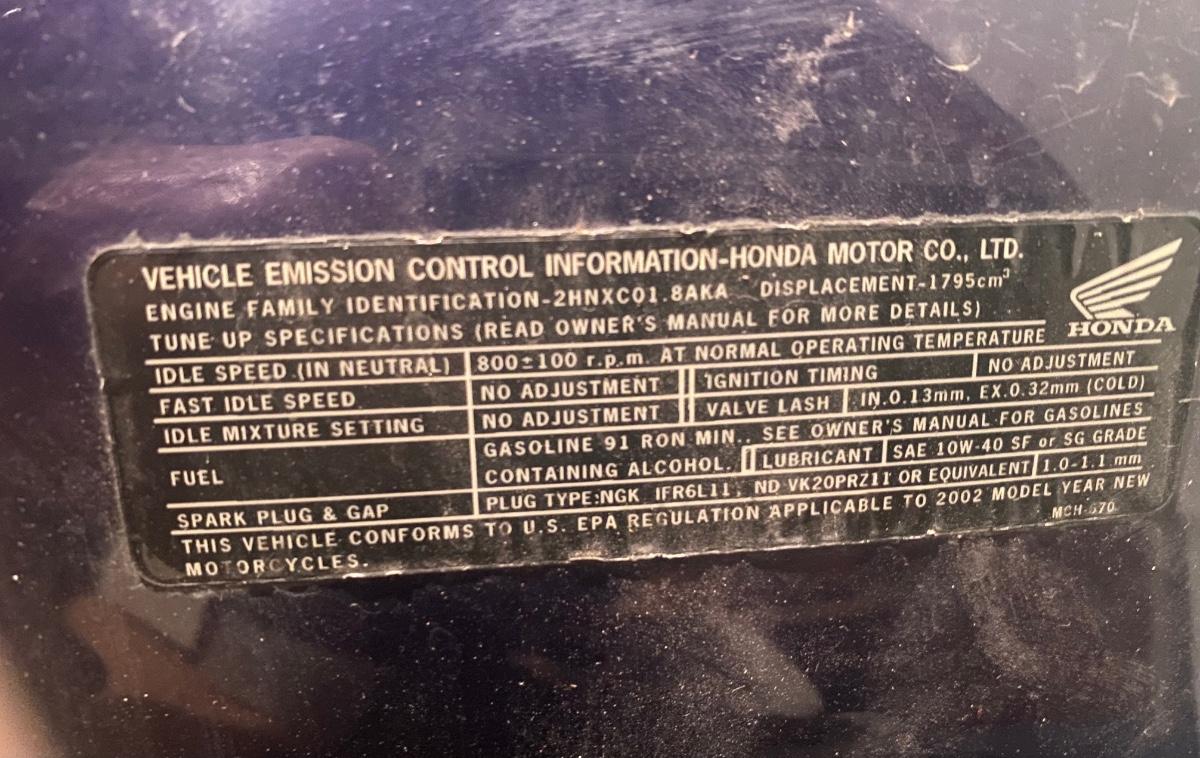 VEHICLE EMISSION CONTROL INFORMATION-HONDA MOTOR CO., LTD.
ENGINE FAMILY IDENTIFICATION-2HNXC01.8AKA DISPLACEMENT-1795cm³
TUNE UP SPECIFICATIONS (READ OWNER'S MANUAL FOR MORE DETAILS)
HONDA
IDLE SPEED (IN NEUTRAL) 800±100 r.p.m. AT NORMAL OPERATING TEMPERATURE
FAST IDLE SPEED NO ADJUSTMENT IGNITION TIMING NO ADJUSTMENT
IDLE MIXTURE SETTING NO ADJUSTMENT VALVE LASH IN.0.13mm, EX.0.32mm (COLD)
FUEL GASOLINE 91 RON MIN.. SEE OWNER'S MANUAL FOR GASOLINES
CONTAINING ALCOHOL. LUBRICANT SAE 10W-40 SF or SG GRADE
SPARK PLUG & GAP PLUG TYPE:NGK IFR6L11, ND VK20PRZ11 OR EQUIVALENT 1.0-1.1 mm
THIS VEHICLE CONFORMS TO U.S. EPA REGULATION APPLICABLE TO 2002 MODEL YEAR NEW
MOTORCYCLES.